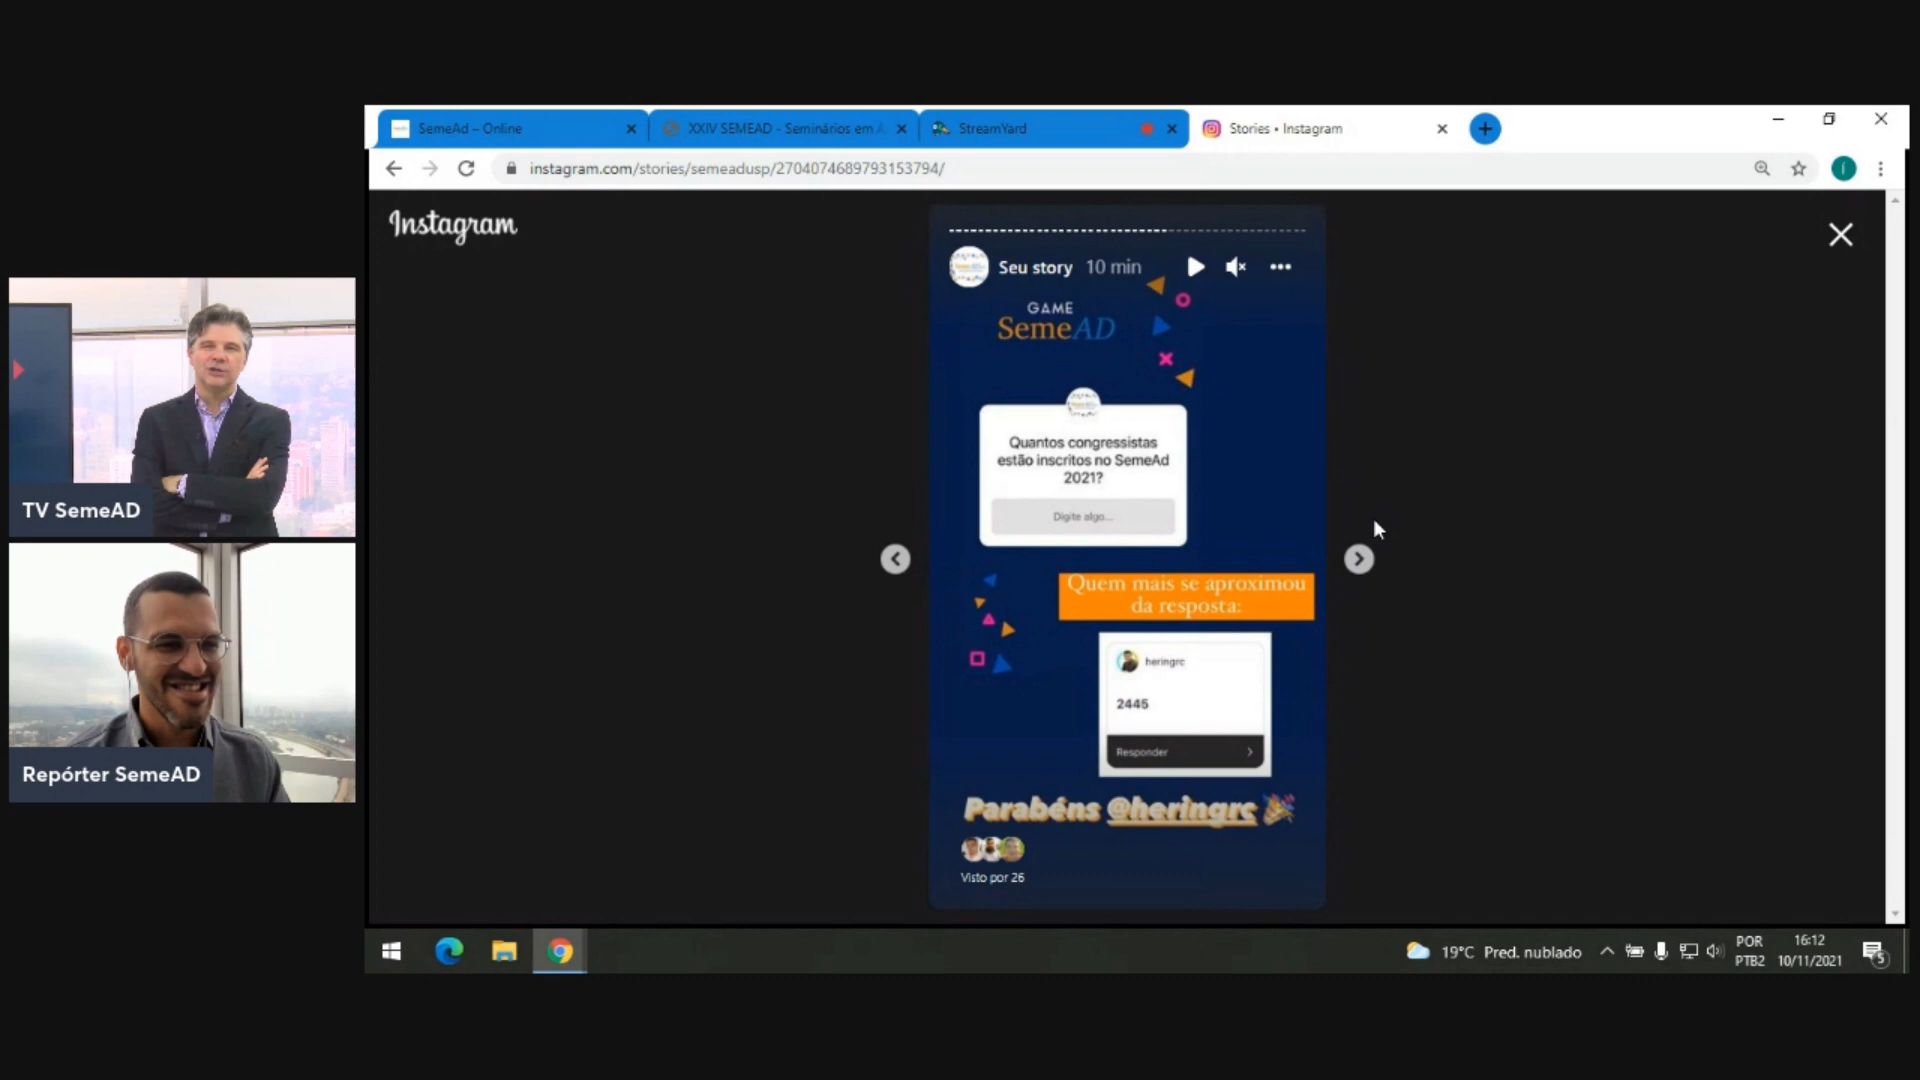 SemeAd – Online
XXIV SEMEAD - Seminários em A
StreamYard
Stories • Instagram
instagram.com/stories/semeadusp/2704074689793153794/
Instagram
Seu story 10 min
GAME
SemeAD
Quantos congressistas
estão inscritos no SemeAd
2021?
Digite algo...
Quem mais se aproximou
da resposta:
heringrc
2445
Responder
Parabéns @heringrc
Visto por 26
TV SemeAD
Repórter SemeAD
19°C Pred. nublado
POR
PTB2
16:12
10/11/2021
5